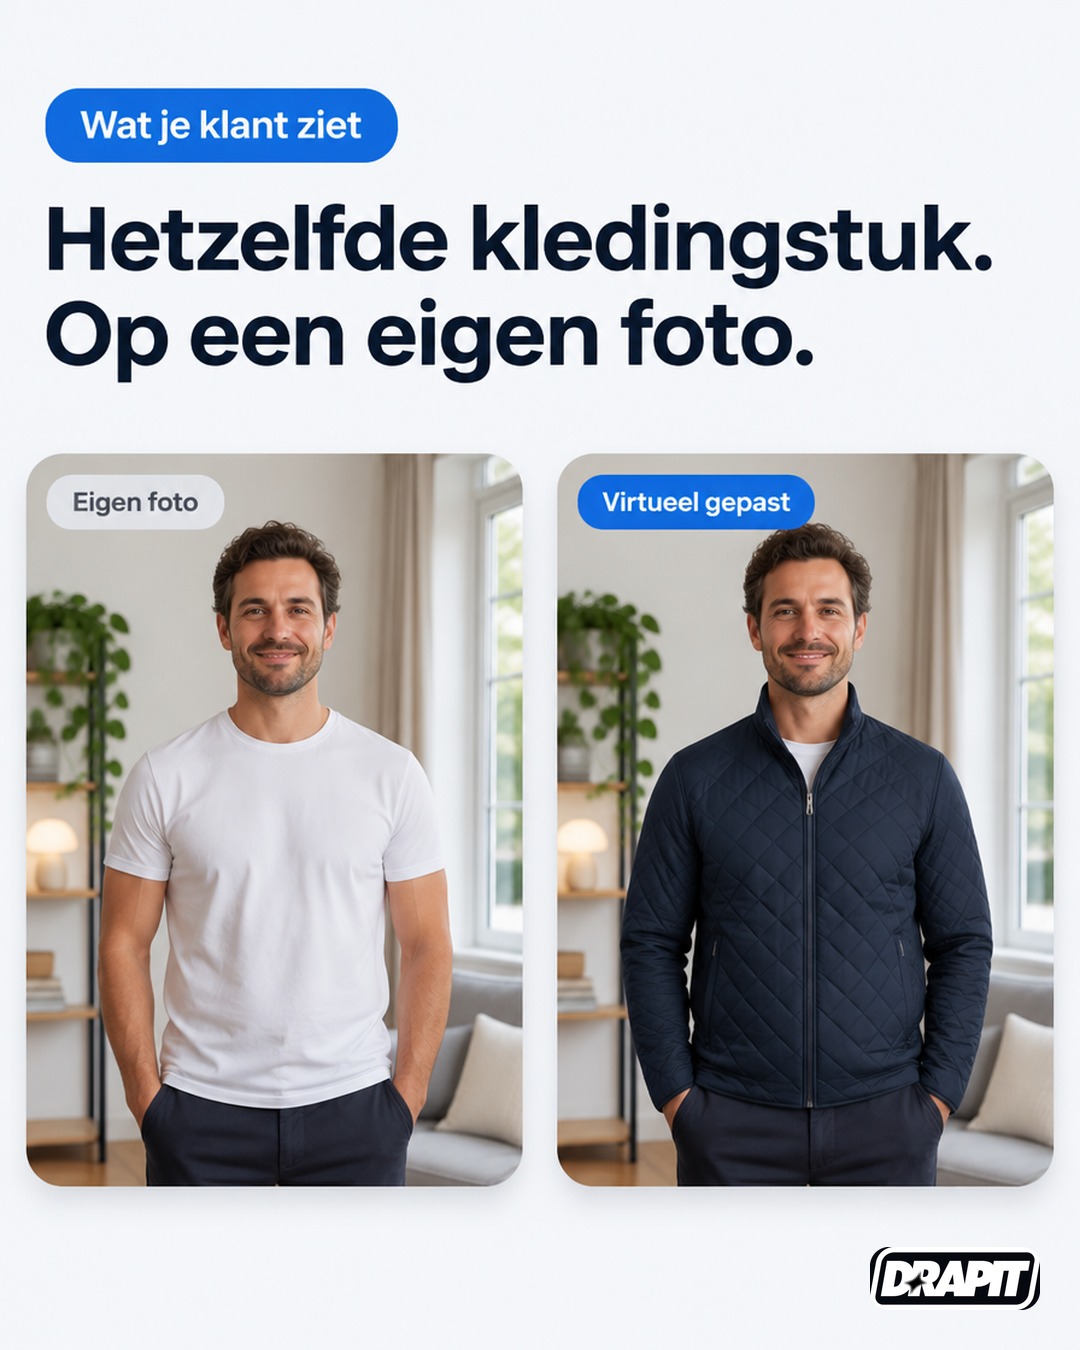 Wat je klant ziet
Hetzelfde kledingstuk.
Op een eigen foto.
Eigen foto
Virtueel gepast
DRAPIT